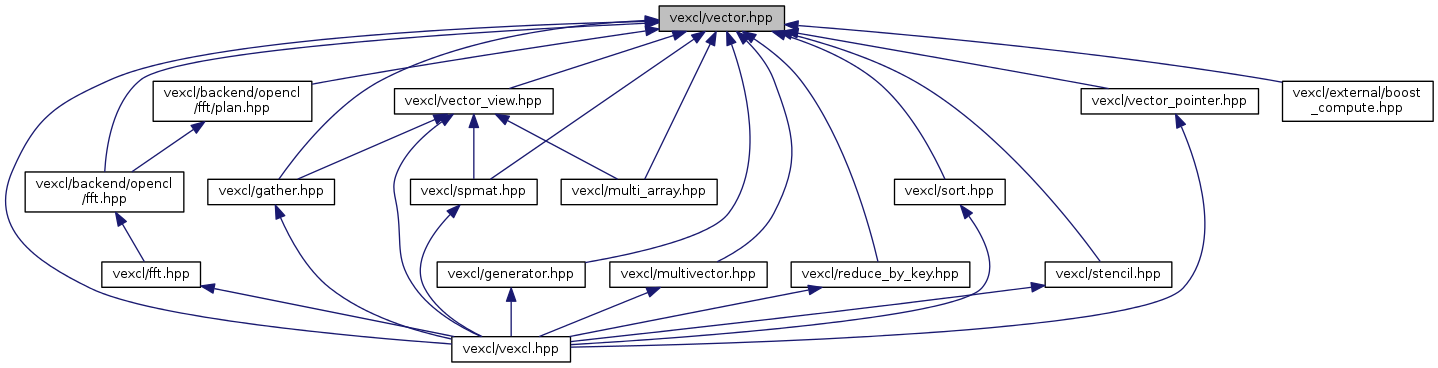 vexcl/vector.hpp
vexcl/backend/opencl
/fft/plan.hpp
vexcl/vector_view.hpp
vexcl/vector_pointer.hpp
vexcl/external/boost
_compute.hpp
vexcl/backend/opencl
/fft.hpp
vexcl/gather.hpp
vexcl/spmat.hpp
vexcl/multi_array.hpp
vexcl/sort.hpp
vexcl/fft.hpp
vexcl/generator.hpp
vexcl/multivector.hpp
vexcl/reduce_by_key.hpp
vexcl/stencil.hpp
vexcl/vexcl.hpp